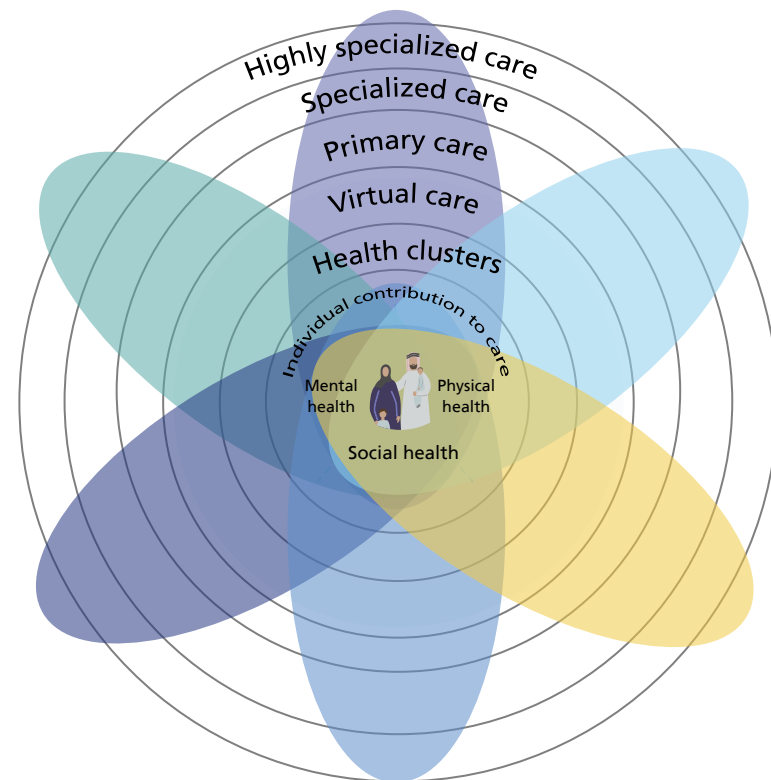 Highly specialized care
Specialized care
Primary care
Virtual care
Health clusters
Individual contribution to care
Mental
health
Physical
health
Social health